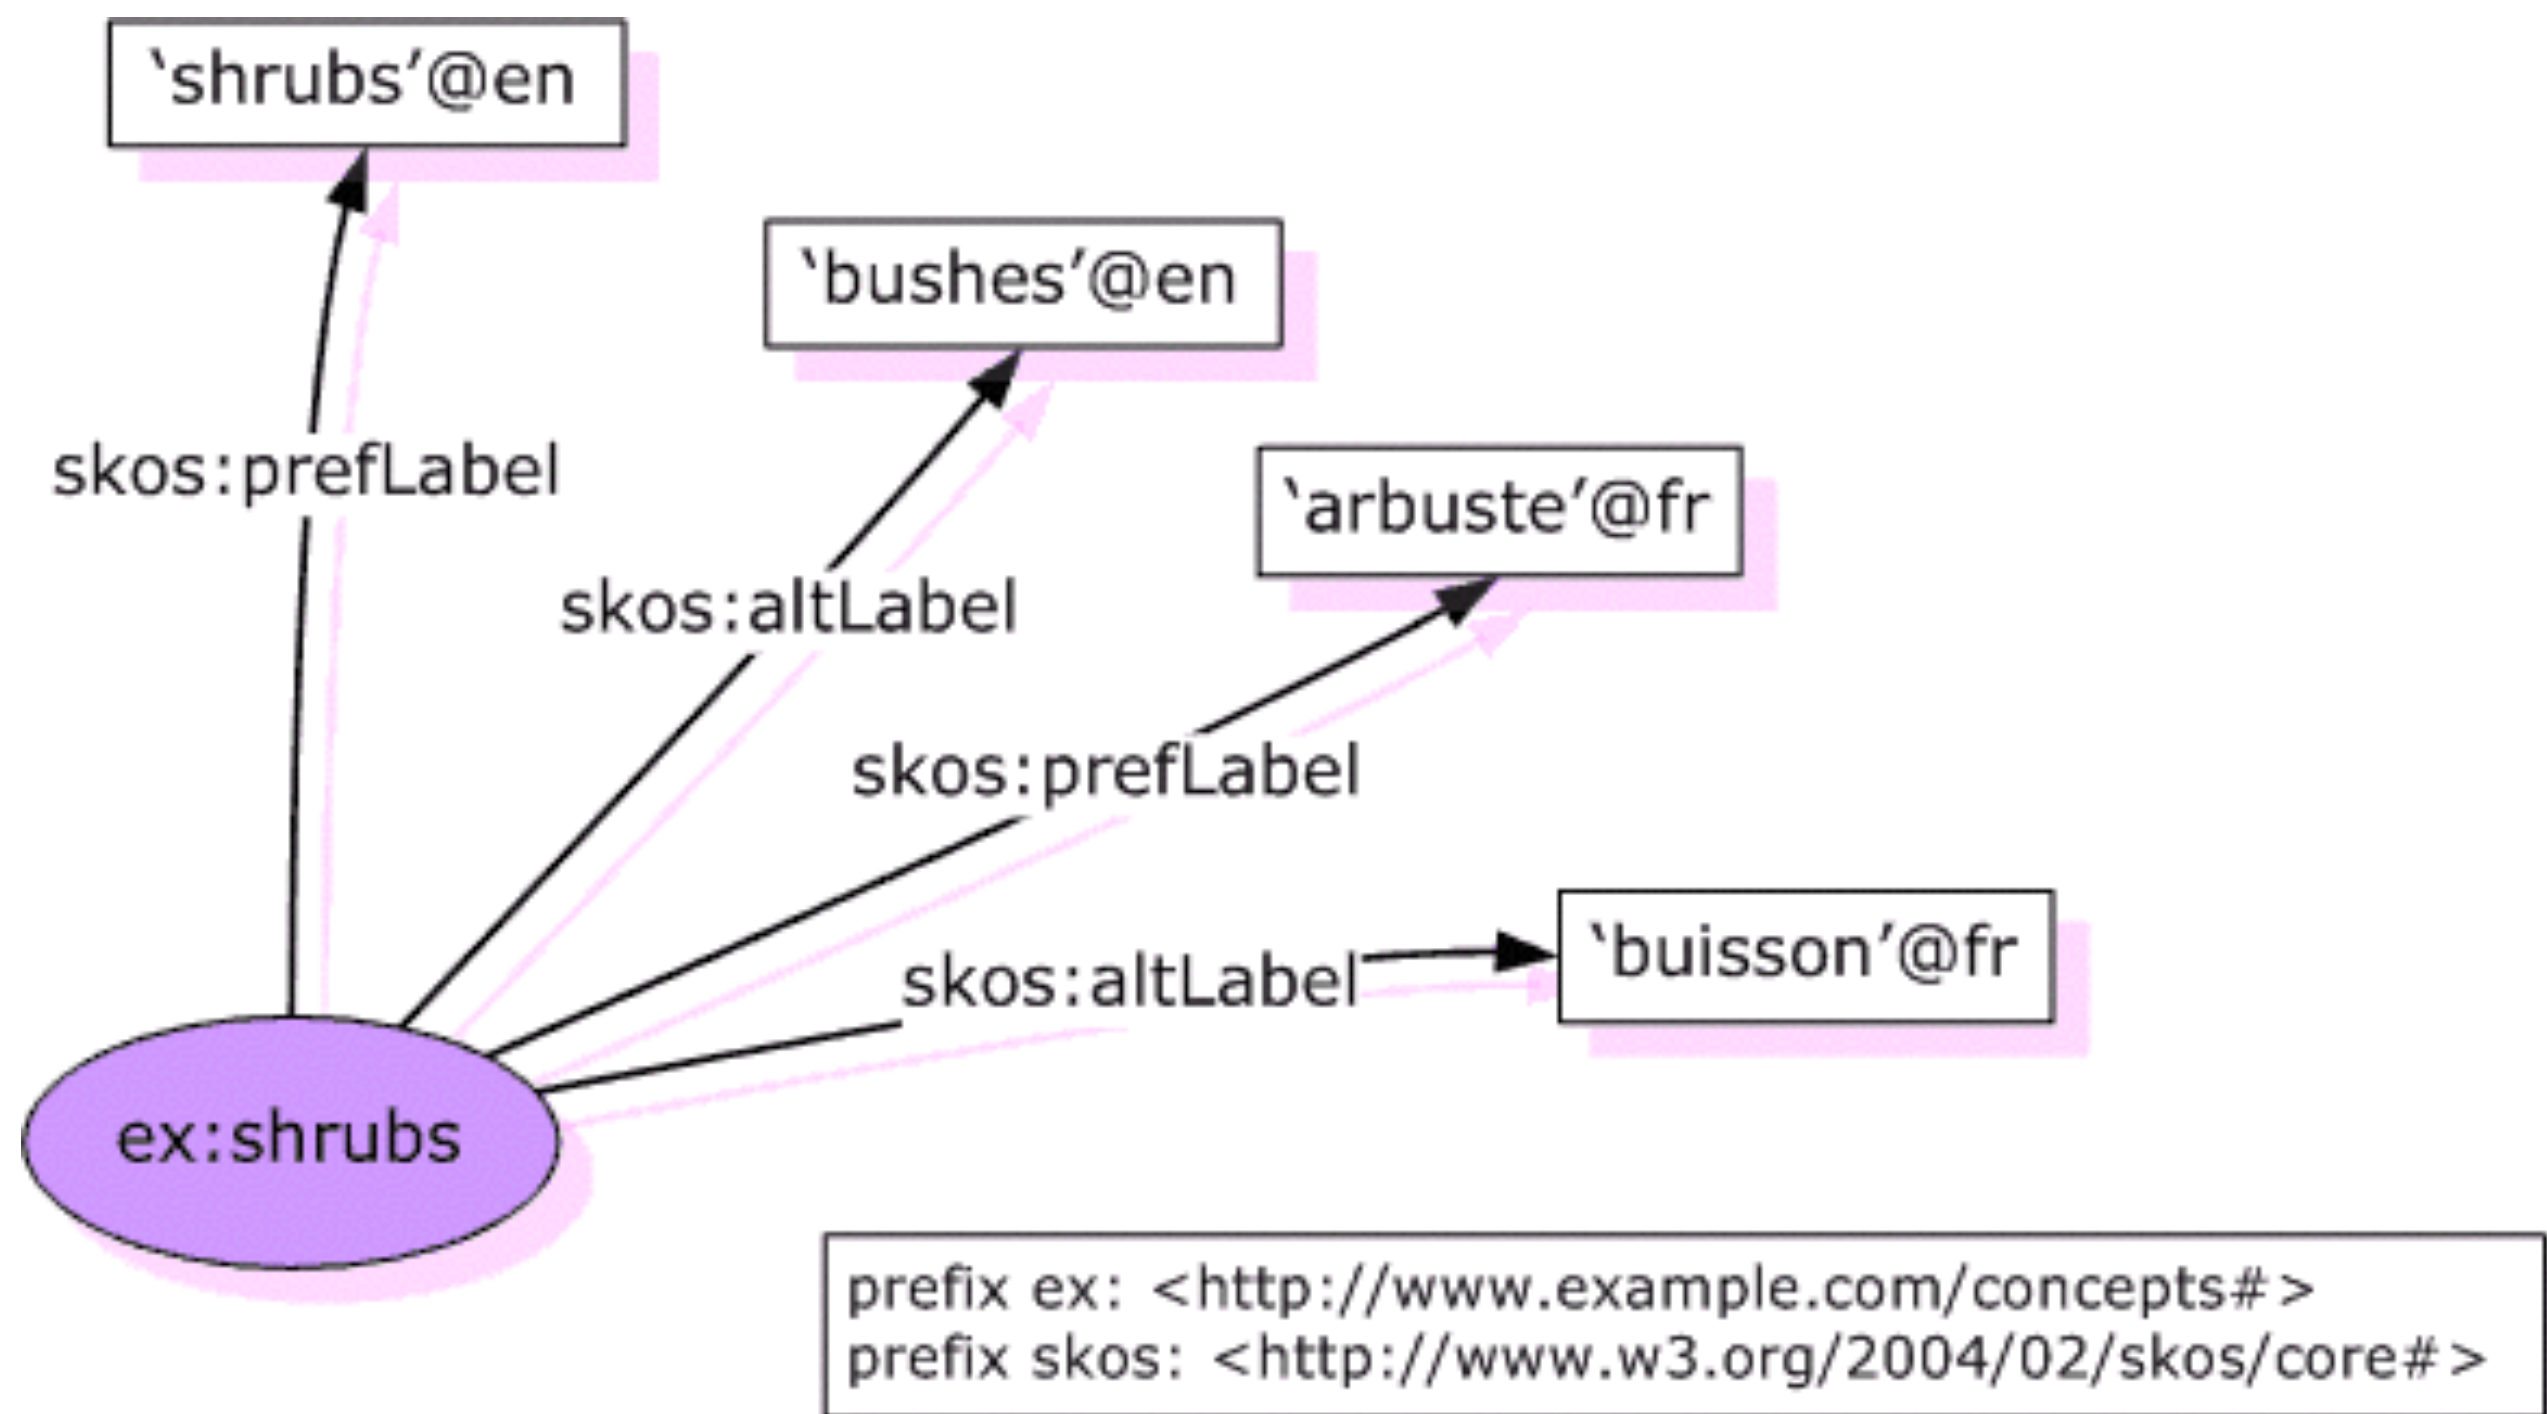 ‘shrubs’@en
‘bushes’@en
skos:prefLabel
‘arbuste’@fr
skos:altLabel
skos:prefLabel
‘buisson’@fr
skos:altLabel
ex:shrubs
prefix ex: <http://www.example.com/concepts#>
prefix skos: <http://www.w3.org/2004/02/skos/core#>